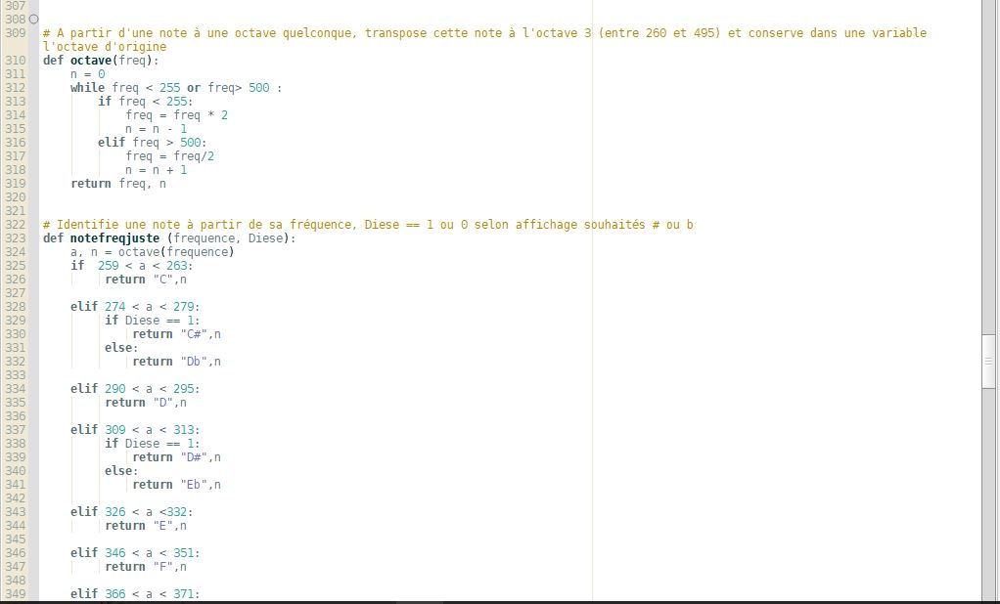 307
308
309 # A partir d'une note à une octave quelconque, transpose cette note à l'octave 3 (entre 260 et 495) et conserve dans une variable
l'octave d'origine
310 def octave(freq):
311     n = 0
312     while freq < 255 or freq> 500 :
313         if freq < 255:
314             freq = freq * 2
315             n = n - 1
316         elif freq > 500:
317             freq = freq/2
318             n = n + 1
319     return freq, n
320
321
322 # Identifie une note à partir de sa fréquence, Diese == 1 ou 0 selon affichage souhaités # ou b
323 def notefreqjuste (frequence, Diese):
324     a, n = octave(frequence)
325     if  259 < a < 263:
326          return "C",n
327
328     elif 274 < a < 279:
329          if Diese == 1:
330              return "C#",n
331          else:
332              return "Db",n
333
334     elif 290 < a < 295:
335          return "D",n
336
337     elif 309 < a < 313:
338          if Diese == 1:
339              return "D#",n
340          else:
341              return "Eb",n
342
343     elif 326 < a <332:
344          return "E",n
345
346     elif 346 < a < 351:
347          return "F",n
348
349     elif 366 < a < 371: